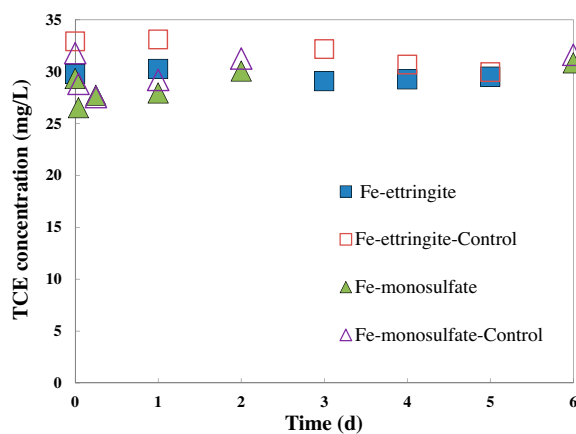 35
30
25
20
15
10
5
0
TCE concentration (mg/L)
Fe-ettringite
Fe-ettringite-Control
Fe-monosulfate
Fe-monosulfate-Control
0 1 2 3 4 5 6
Time (d)